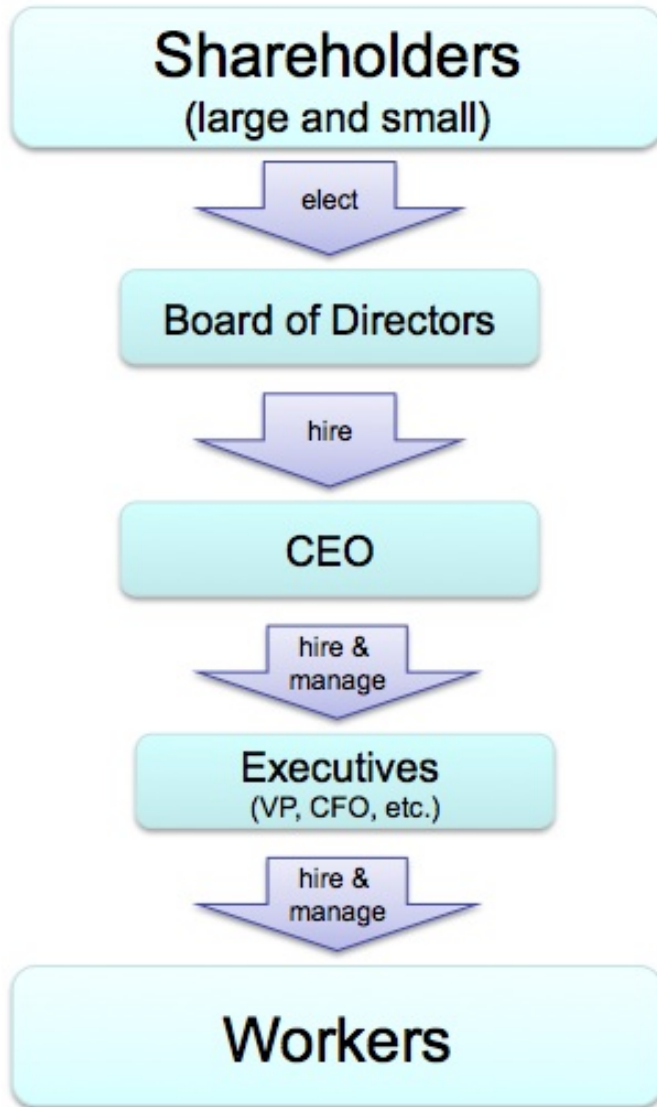 Shareholders
(large and small)
elect
Board of Directors
hire
CEO
hire &
manage
Executives
(VP, CFO, etc.)
hire &
manage
Workers